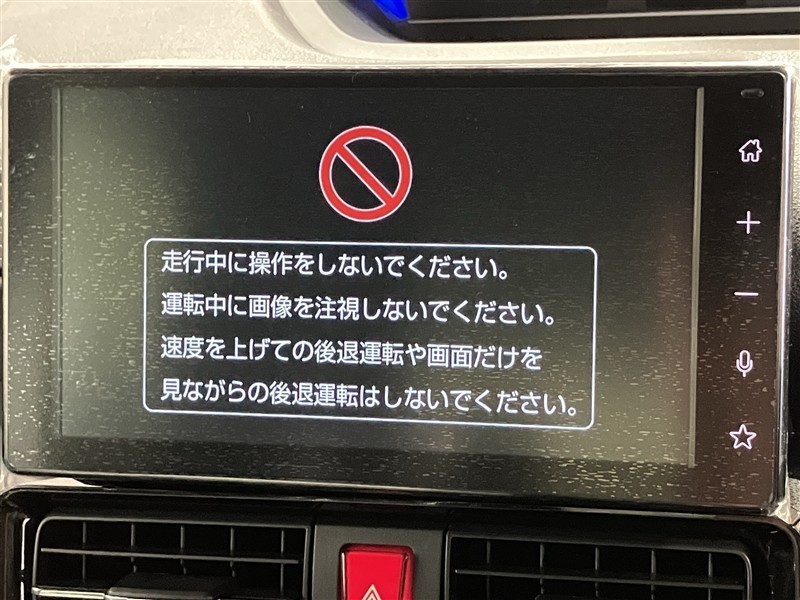 走行中に操作をしないでください。
運転中に画像を注視しないでください。
速度を上げての後退運転や画面だけを
見ながらの後退運転はしないでください。